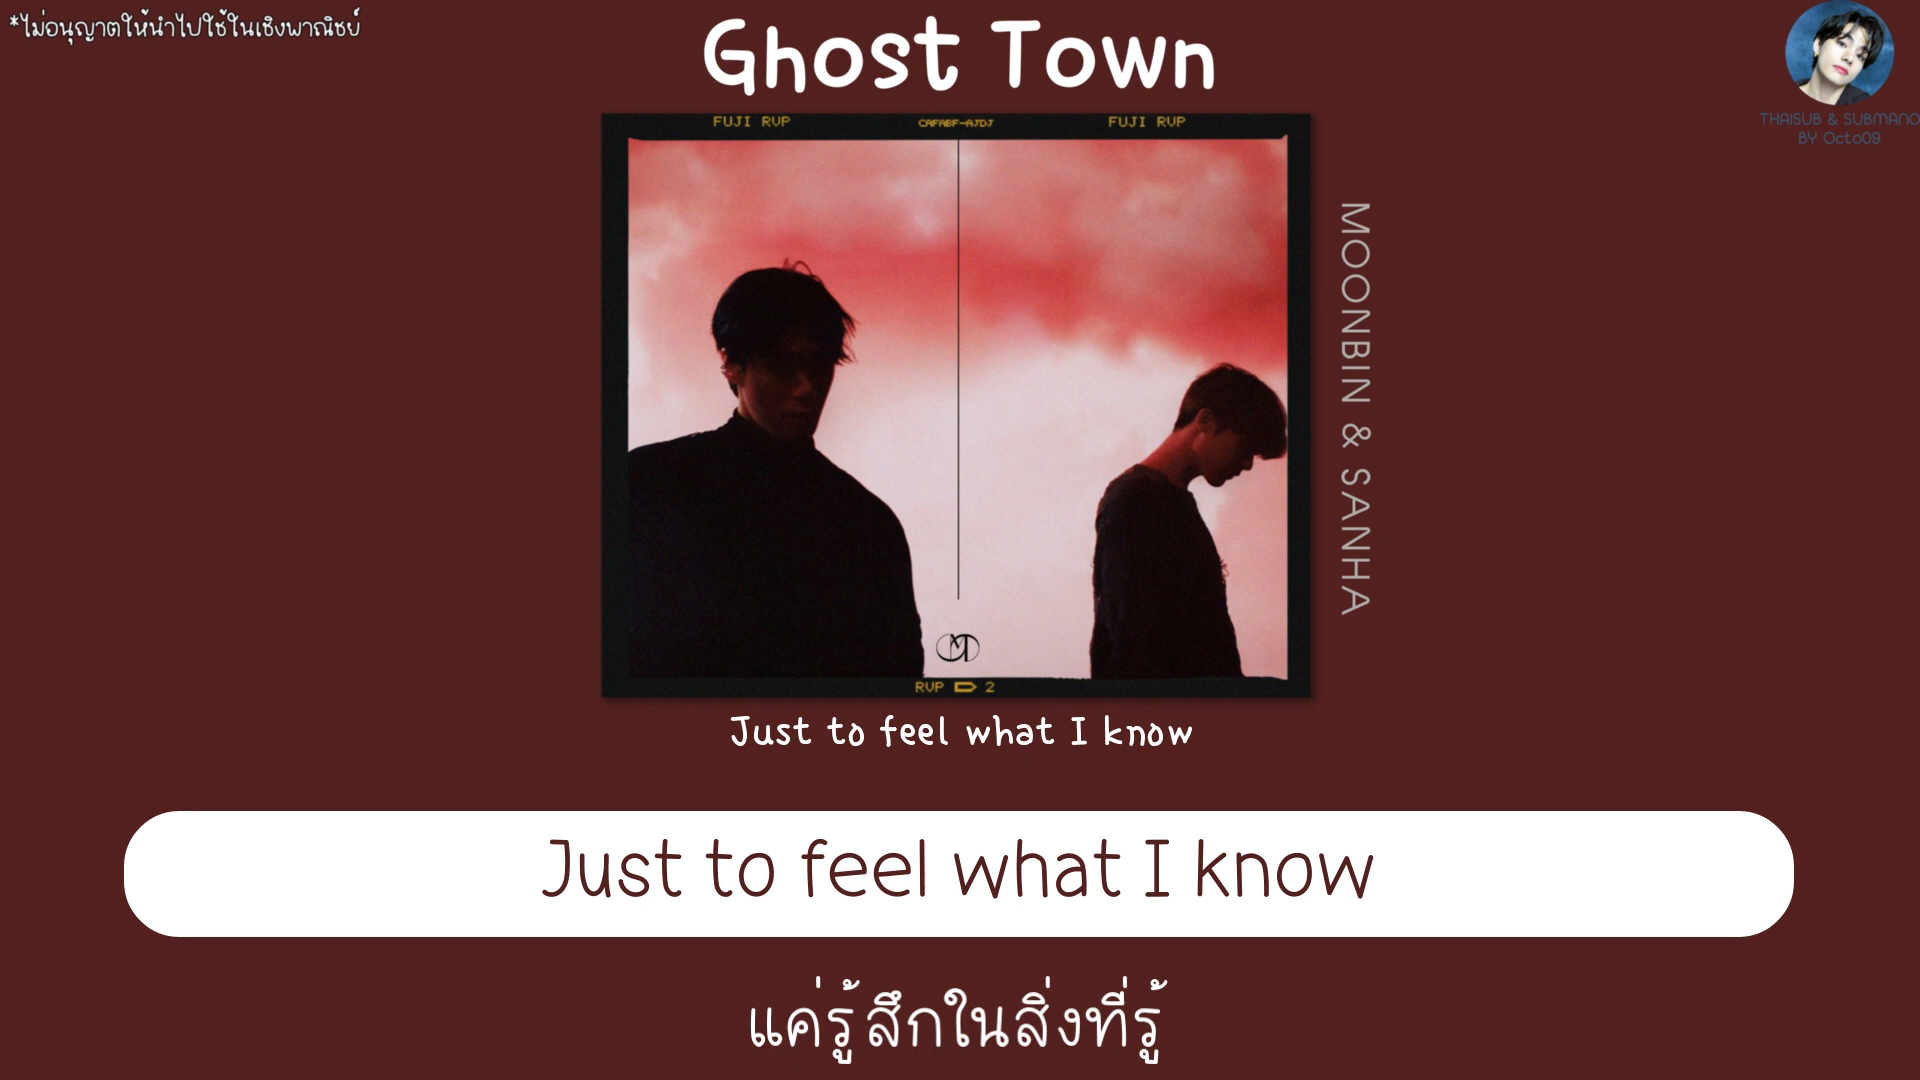 *ไม่อนุญาตให้นำไปใช้ในเชิงพาณิชย์
Ghost Town
THAISUB & SUBMANO
BY Octo09
FUJI RVP CAFABF-AJDJ FUJI RVP
MOONBIN & SANHA
RVP 2
Just to feel what I know
Just to feel what I know
แค่รู้สึกในสิ่งที่รู้